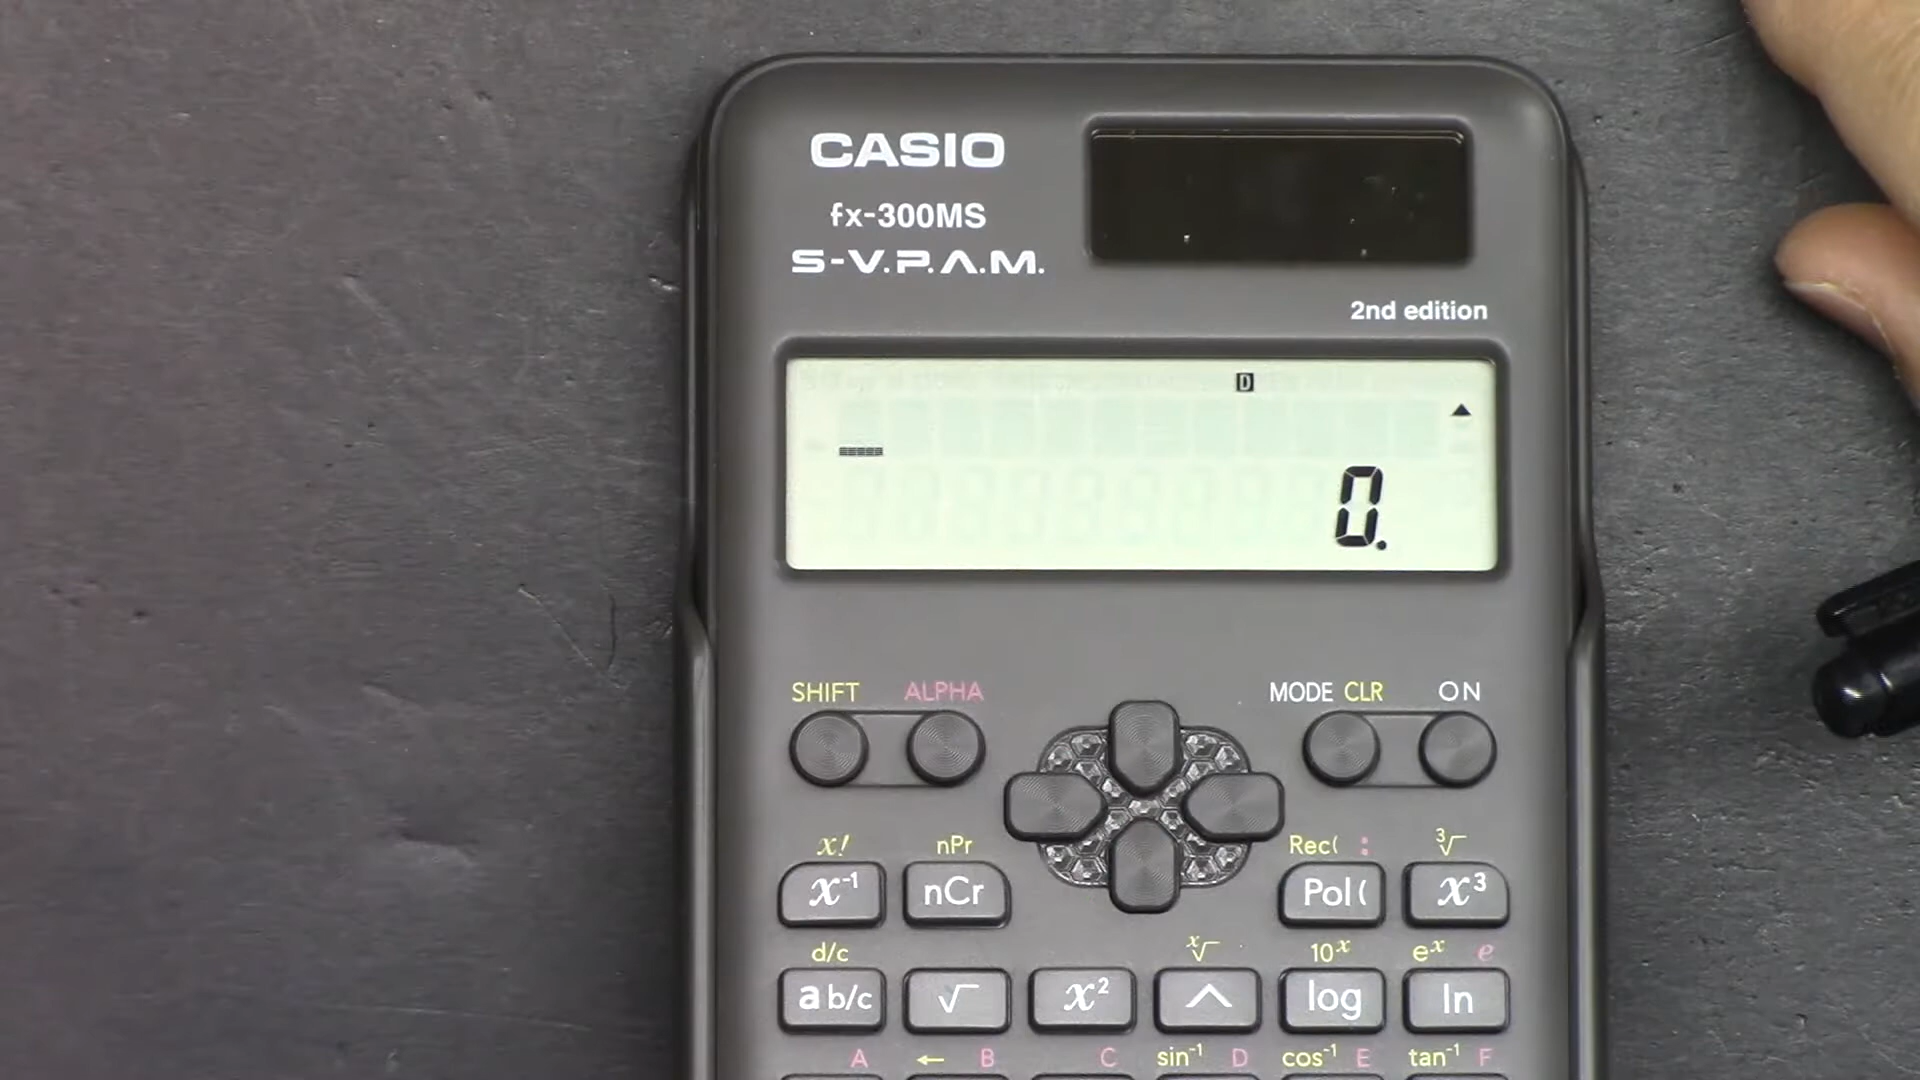 CASIO
fx-300MS
S-V.P.A.M.
2nd edition
D
0.
SHIFT ALPHA MODE CLR ON
x! nPr Rec( : ³√
x⁻¹ nCr Pol( x³
d/c ˣ√ 10ˣ eˣ e
a b/c √ x² ^ log ln
A ← B C sin⁻¹ D cos⁻¹ E tan⁻¹ F